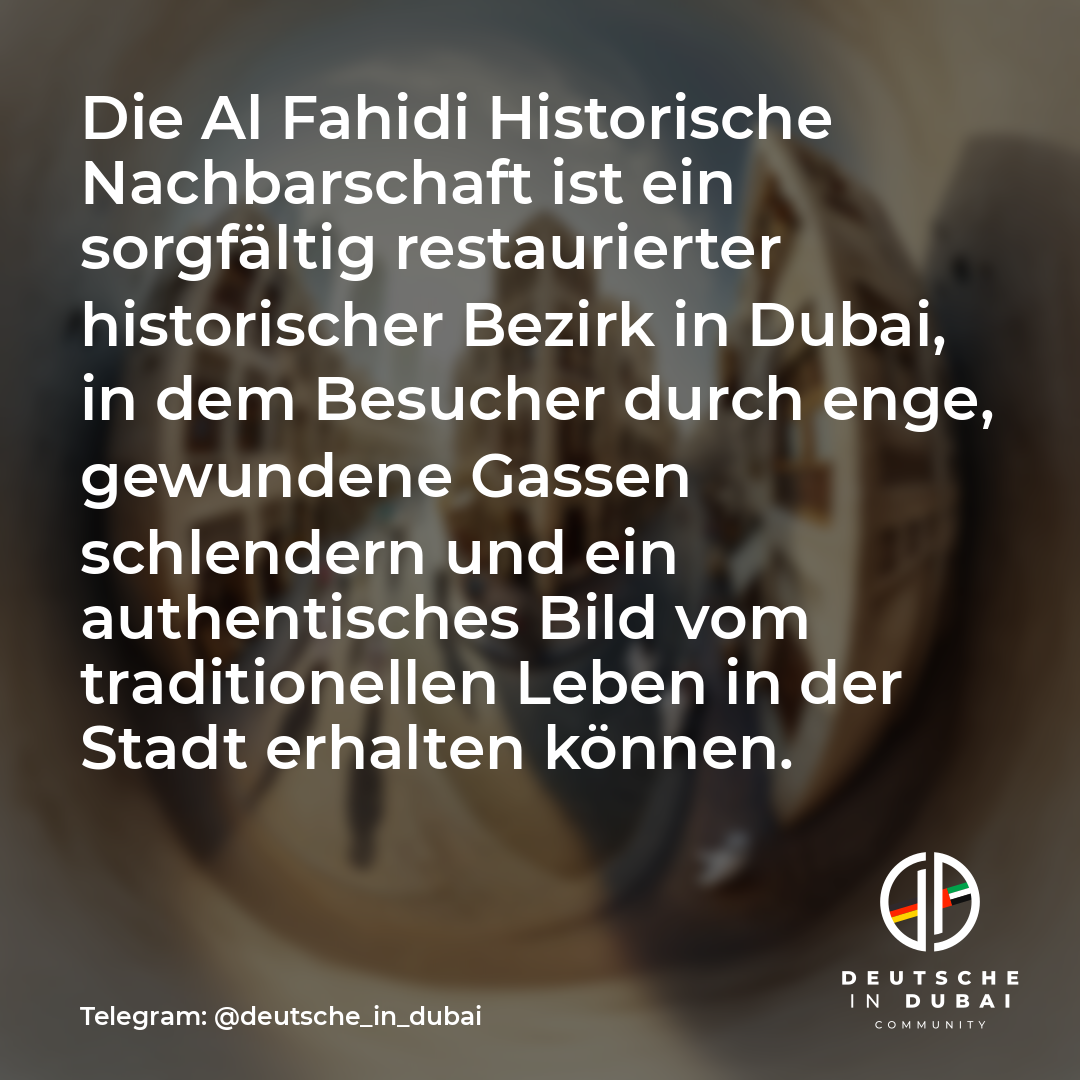 Die Al Fahidi Historische
Nachbarschaft ist ein
sorgfältig restaurierter
historischer Bezirk in Dubai,
in dem Besucher durch enge,
gewundene Gassen
schlendern und ein
authentisches Bild vom
traditionellen Leben in der
Stadt erhalten können.
DEUTSCHE
IN DUBAI
COMMUNITY
Telegram: @deutsche_in_dubai